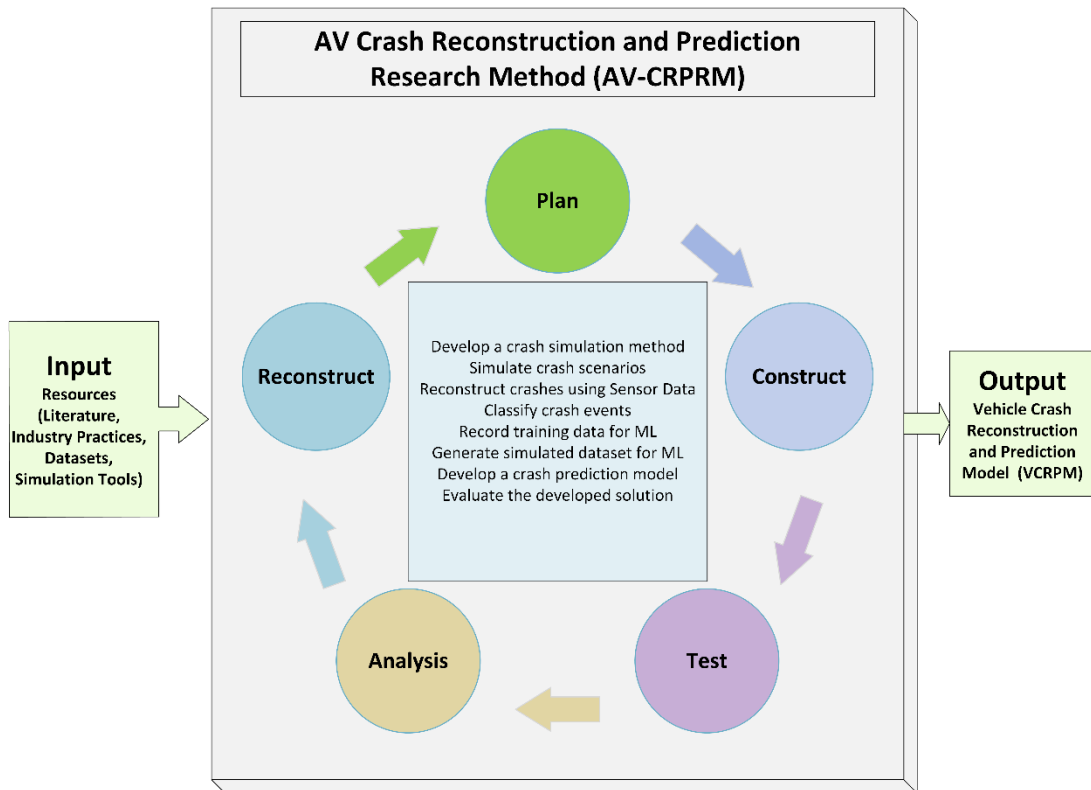 AV Crash Reconstruction and Prediction
Research Method (AV-CRPRM)
Plan
Reconstruct
Construct
Input
Resources
(Literature,
Industry Practices,
Datasets,
Simulation Tools)
Develop a crash simulation method
Simulate crash scenarios
Reconstruct crashes using Sensor Data
Classify crash events
Record training data for ML
Generate simulated dataset for ML
Develop a crash prediction model
Evaluate the developed solution
Output
Vehicle Crash
Reconstruction
and Prediction
Model (VCRPM)
Analysis
Test